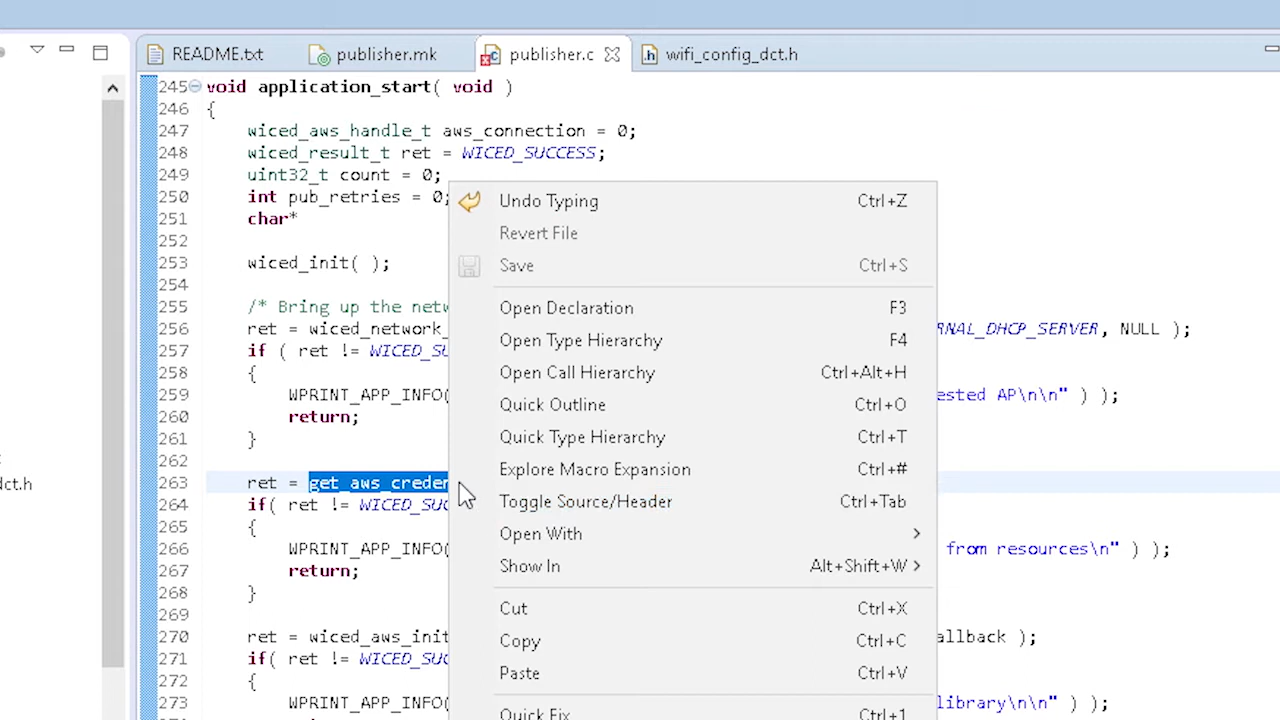 README.txt publisher.mk publisher.c wifi_config_dct.h
245 void application_start( void )
246 {
247 wiced_aws_handle_t aws_connection = 0;
248 wiced_result_t ret = WICED_SUCCESS;
249 uint32_t count = 0;
250 int pub_retries = 0;
251 char*
252
253 wiced_init( );
254
255 /* Bring up the netw
256 ret = wiced_network_ RNAL_DHCP_SERVER, NULL );
257 if ( ret != WICED_SU
258 {
259 WPRINT_APP_INFO( ested AP\n\n" ) );
260 return;
261 }
262
dct.h
263 ret = get_aws_creden
264 if( ret != WICED_SUC
265 {
266 WPRINT_APP_INFO( from resources\n" ) );
267 return;
268 }
269
270 ret = wiced_aws_init allback );
271 if( ret != WICED_SUC
272 {
273 WPRINT_APP_INFO( library\n\n" ) );
Undo Typing Ctrl+Z
Revert File
Save Ctrl+S
Open Declaration F3
Open Type Hierarchy F4
Open Call Hierarchy Ctrl+Alt+H
Quick Outline Ctrl+O
Quick Type Hierarchy Ctrl+T
Explore Macro Expansion Ctrl+#
Toggle Source/Header Ctrl+Tab
Open With
Show In Alt+Shift+W
Cut Ctrl+X
Copy Ctrl+C
Paste Ctrl+V
Quick Fix Ctrl+1